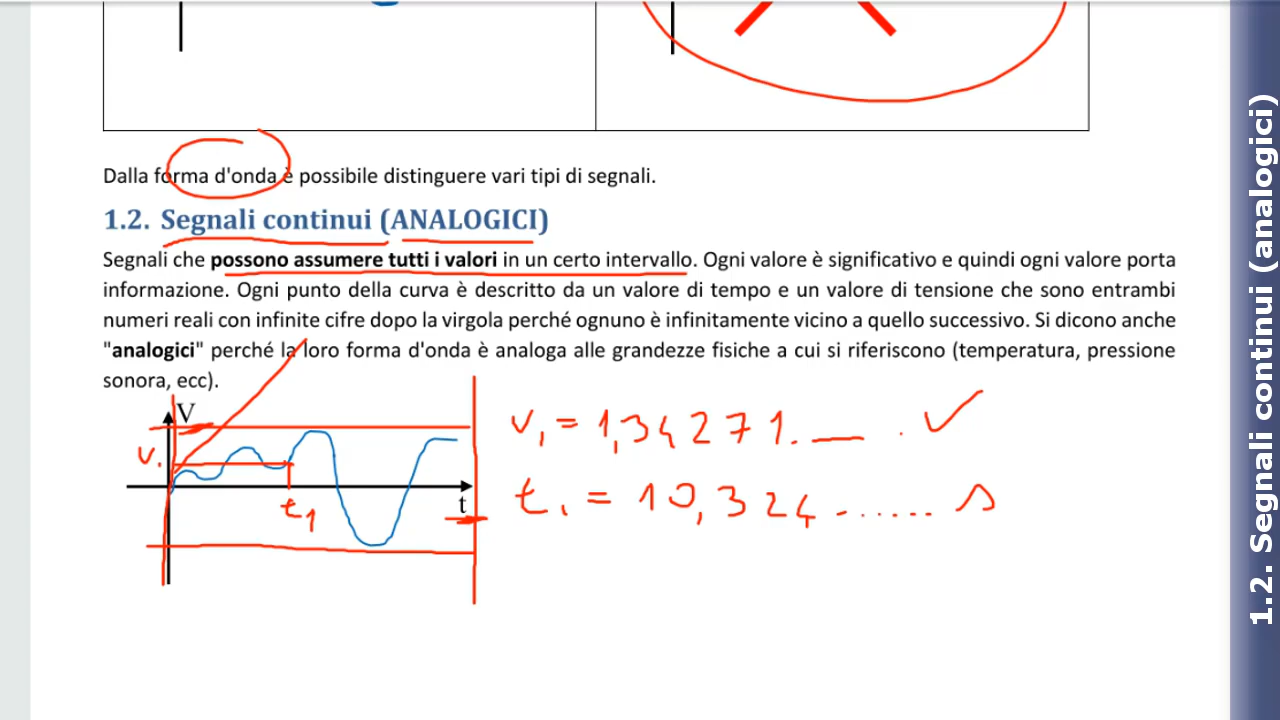 Dalla forma d'onda è possibile distinguere vari tipi di segnali.
1.2. Segnali continui (ANALOGICI)
Segnali che possono assumere tutti i valori in un certo intervallo. Ogni valore è significativo e quindi ogni valore porta
informazione. Ogni punto della curva è descritto da un valore di tempo e un valore di tensione che sono entrambi
numeri reali con infinite cifre dopo la virgola perché ognuno è infinitamente vicino a quello successivo. Si dicono anche
"analogici" perché la loro forma d'onda è analoga alle grandezze fisiche a cui si riferiscono (temperatura, pressione
sonora, ecc).
V
V1
t
t1
V1 = 1,34271. __ . ✓
t1 = 10,324 ...... s
1.2. Segnali continui (analogici)